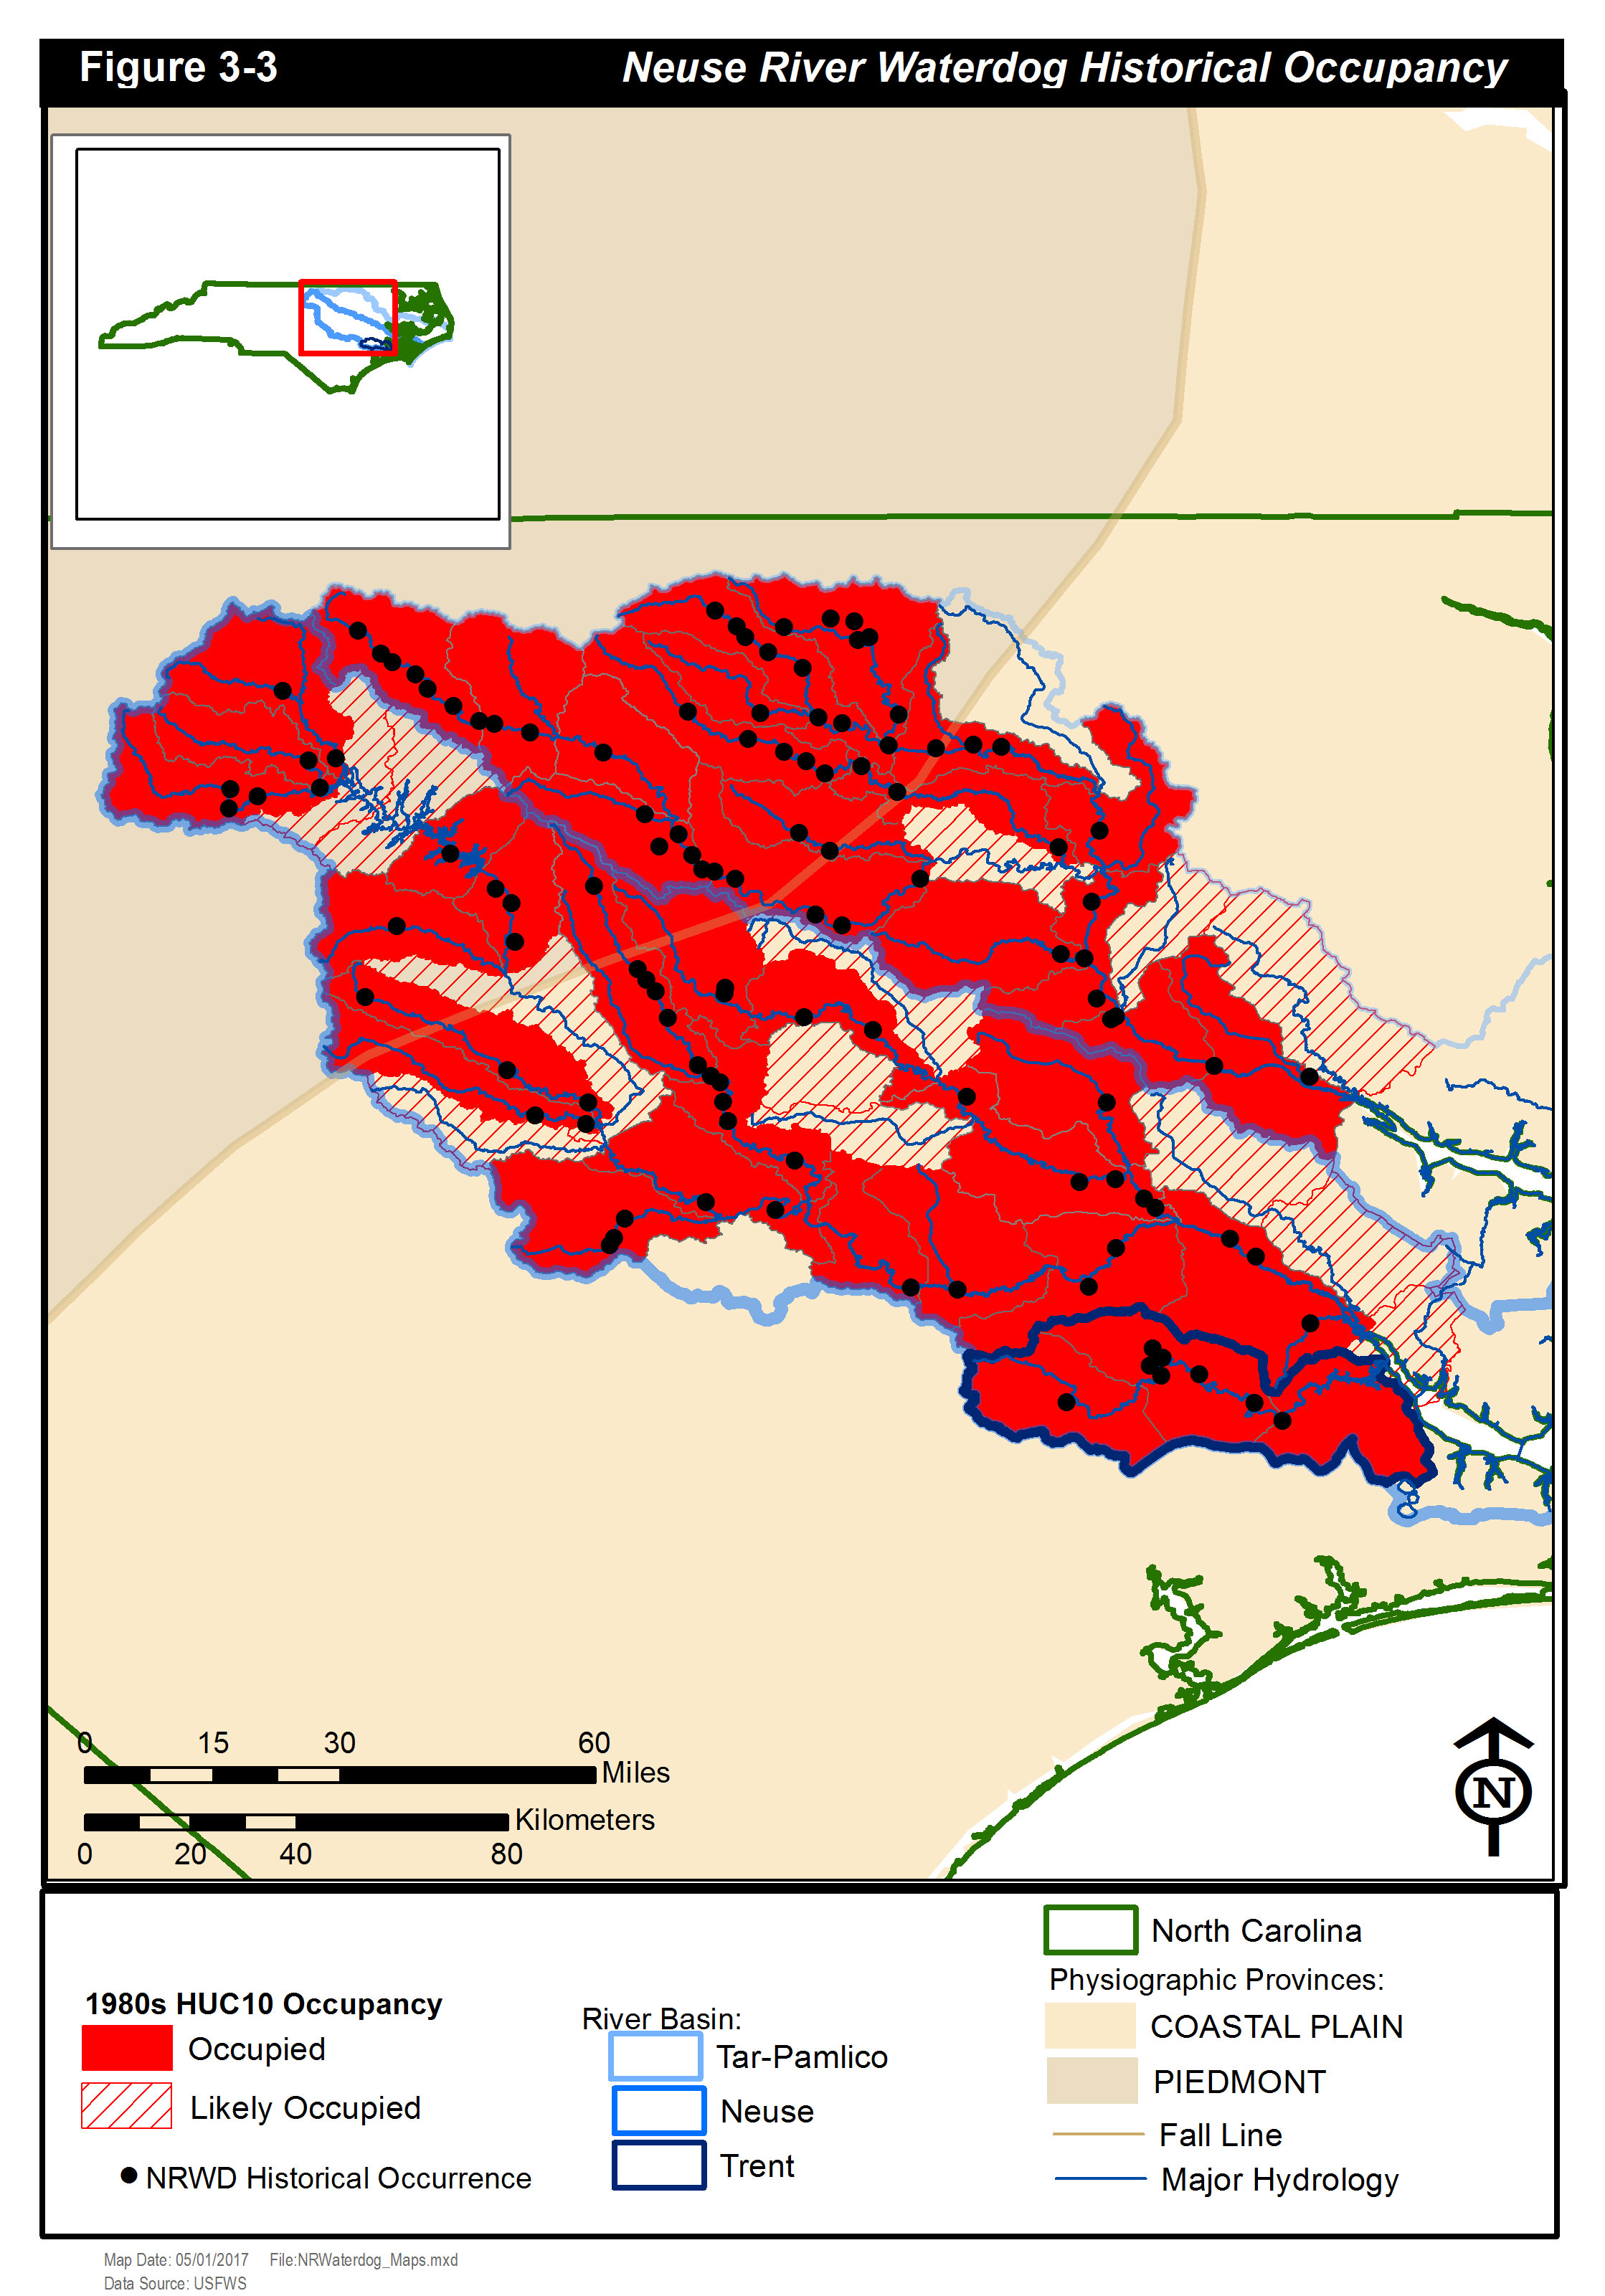 Figure 3-3 Neuse River Waterdog Historical Occupancy
0 15 30 60
Miles
Kilometers
0 20 40 80
N
1980s HUC10 Occupancy
Occupied
Likely Occupied
NRWD Historical Occurrence
River Basin:
Tar-Pamlico
Neuse
Trent
North Carolina
Physiographic Provinces:
COASTAL PLAIN
PIEDMONT
Fall Line
Major Hydrology
Map Date: 05/01/2017 File:NRWaterdog_Maps.mxd
Data Source: USFWS